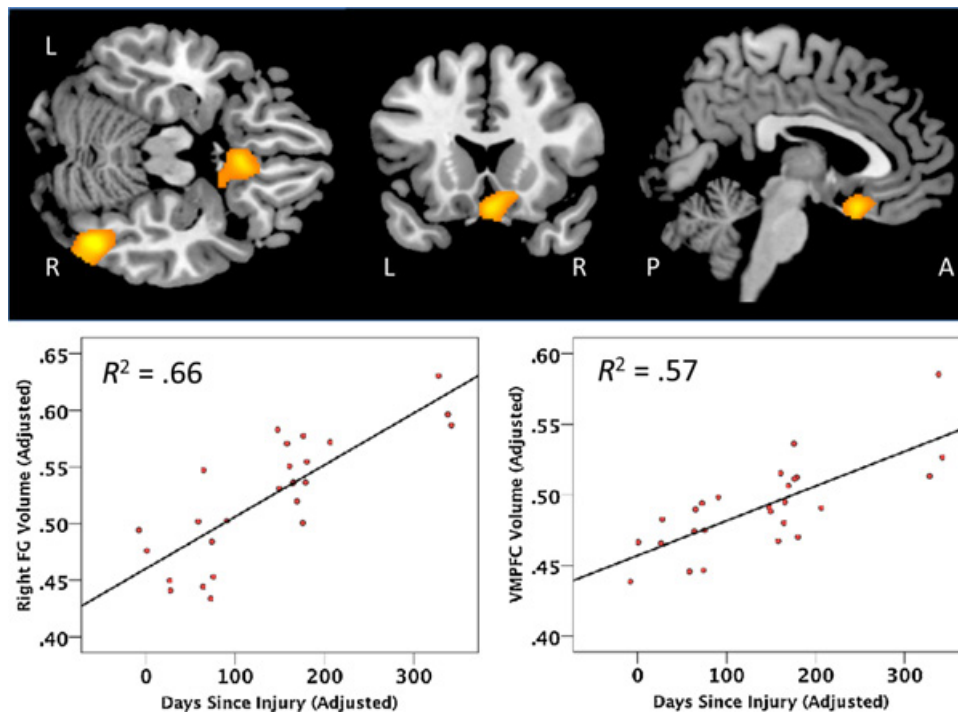 L
R
L
R
P
A
R² = .66
.65
.60
.55
.50
.45
.40
Right FG Volume (Adjusted)
0
100
200
300
Days Since Injury (Adjusted)
R² = .57
.60
.55
.50
.45
.40
VMPFC Volume (Adjusted)
0
100
200
300
Days Since Injury (Adjusted)